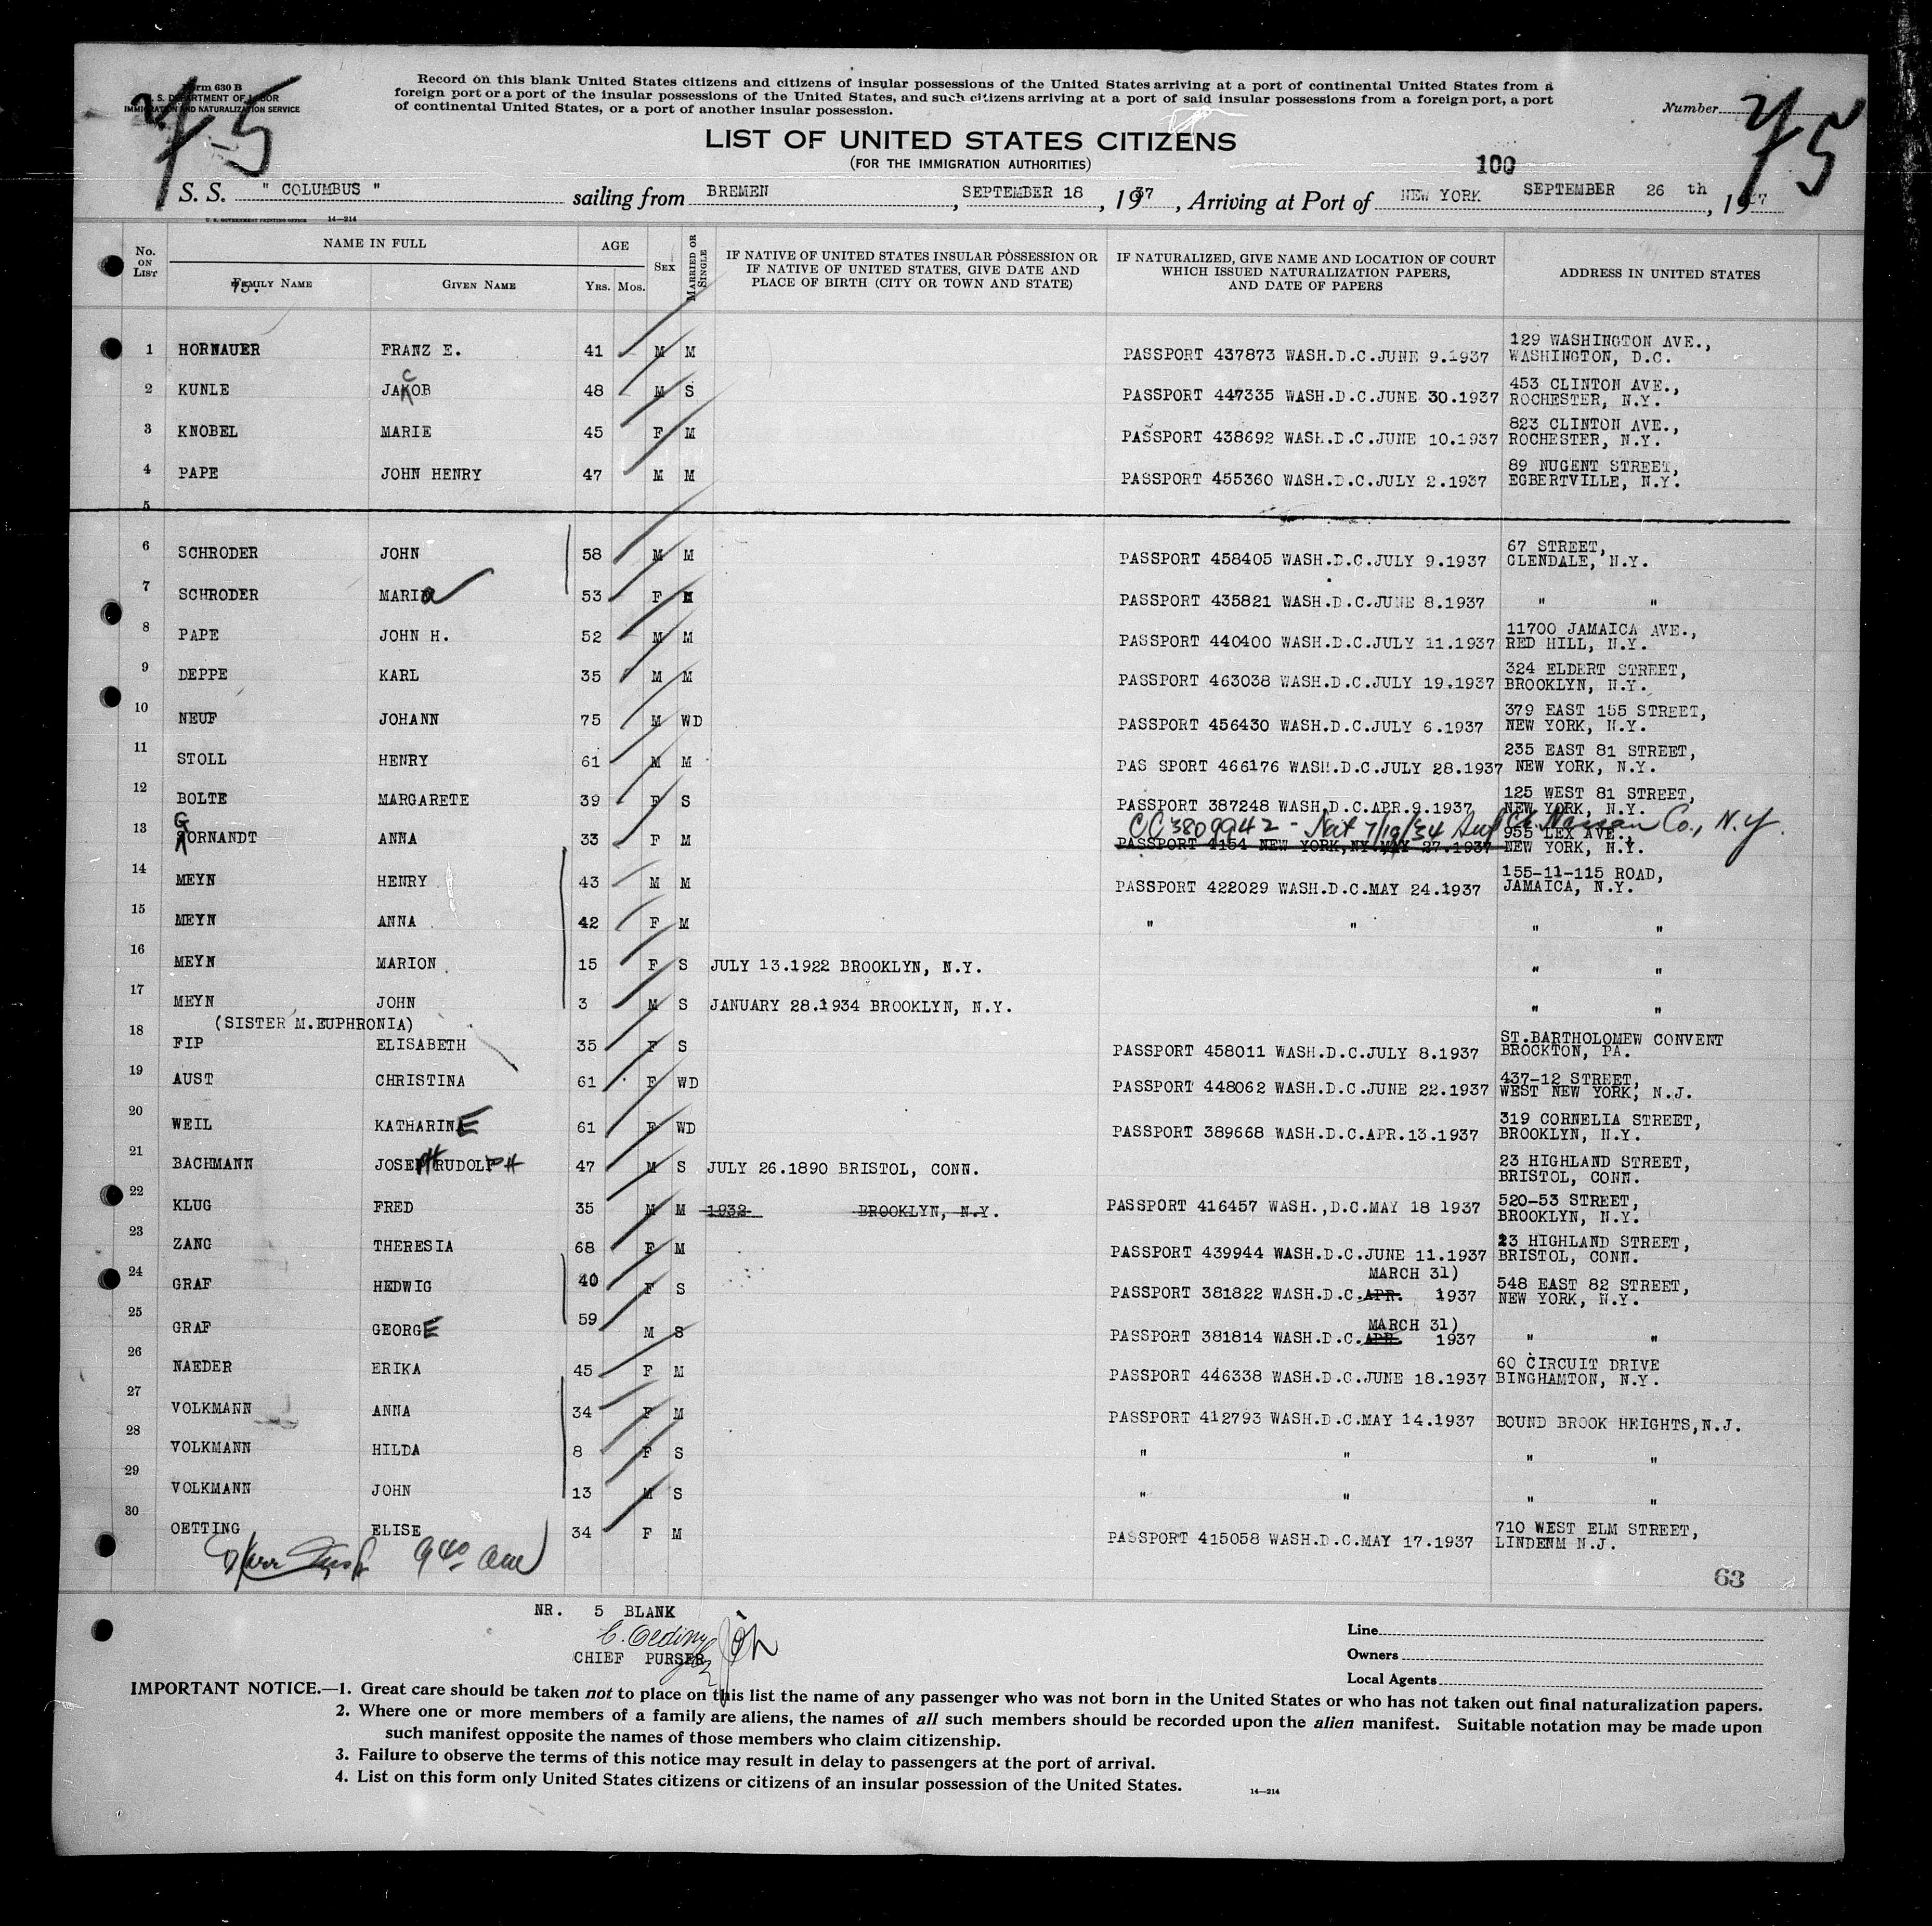 Form 630 B
U. S. DEPARTMENT OF LABOR
IMMIGRATION AND NATURALIZATION SERVICE
Record on this blank United States citizens and citizens of insular possessions of the United States arriving at a port of continental United States from a
foreign port or a port of the insular possessions of the United States, and such citizens arriving at a port of said insular possessions from a foreign port, a port
of continental United States, or a port of another insular possession.
Number
75
75
LIST OF UNITED STATES CITIZENS
(FOR THE IMMIGRATION AUTHORITIES)
100
S. S. " COLUMBUS " sailing from BREMEN, SEPTEMBER 18, 1937, Arriving at Port of NEW YORK SEPTEMBER 26 th, 1937
U. S. GOVERNMENT PRINTING OFFICE 14—214
No. ON LIST NAME IN FULL AGE SEX MARRIED OR SINGLE IF NATIVE OF UNITED STATES INSULAR POSSESSION OR IF NATIVE OF UNITED STATES, GIVE DATE AND PLACE OF BIRTH (CITY OR TOWN AND STATE) IF NATURALIZED, GIVE NAME AND LOCATION OF COURT WHICH ISSUED NATURALIZATION PAPERS, AND DATE OF PAPERS ADDRESS IN UNITED STATES
FAMILY NAME GIVEN NAME YRS. MOS.
75.
1 HORNAUER FRANZ E. 41 M M PASSPORT 437873 WASH.D.C.JUNE 9.1937 129 WASHINGTON AVE., WASHINGTON, D.C.
2 KUNLE JACOB 48 M S PASSPORT 447335 WASH.D.C.JUNE 30.1937 453 CLINTON AVE., ROCHESTER, N.Y.
3 KNOBEL MARIE 45 F M PASSPORT 438692 WASH.D.C.JUNE 10.1937 823 CLINTON AVE., ROCHESTER, N.Y.
4 PAPE JOHN HENRY 47 M M PASSPORT 455360 WASH.D.C.JULY 2.1937 89 NUGENT STREET, EGBERTVILLE, N.Y.
5
6 SCHRODER JOHN 58 M M PASSPORT 458405 WASH.D.C.JULY 9.1937 67 STREET, GLENDALE, N.Y.
7 SCHRODER MARIA 53 F M PASSPORT 435821 WASH.D.C.JUNE 8.1937 " "
8 PAPE JOHN H. 52 M M PASSPORT 440400 WASH.D.C.JULY 11.1937 11700 JAMAICA AVE., RED HILL, N.Y.
9 DEPPE KARL 35 M M PASSPORT 463038 WASH.D.C.JULY 19.1937 324 ELDERT STREET, BROOKLYN, N.Y.
10 NEUF JOHANN 75 M WD PASSPORT 456430 WASH.D.C.JULY 6.1937 379 EAST 155 STREET, NEW YORK, N.Y.
11 STOLL HENRY 61 M M PAS SPORT 466176 WASH.D.C.JULY 28.1937 235 EAST 81 STREET, NEW YORK, N.Y.
12 BOLTE MARGARETE 39 F S PASSPORT 387248 WASH.D.C.APR.9.1937 125 WEST 81 STREET, NEW YORK, N.Y.
CC 3809942 - Nat 7/19/34 Sup Ct. Nassau Co., N.Y.
13 GORNANDT ANNA 33 F M PASSPORT 4154 NEW YORK,NY.MAY 27.1937 955 LEX AVE., NEW YORK, N.Y.
14 MEYN HENRY 43 M M PASSPORT 422029 WASH.D.C.MAY 24.1937 155-11-115 ROAD, JAMAICA, N.Y.
15 MEYN ANNA 42 F M " " " "
16 MEYN MARION 15 F S JULY 13.1922 BROOKLYN, N.Y. " "
17 MEYN JOHN 3 M S JANUARY 28.1934 BROOKLYN, N.Y. " "
(SISTER M.EUPHRONIA)
18 FIP ELISABETH 35 F S PASSPORT 458011 WASH.D.C.JULY 8.1937 ST.BARTHOLOMEW CONVENT BROCKTON, PA.
19 AUST CHRISTINA 61 F WD PASSPORT 448062 WASH.D.C.JUNE 22.1937 437-12 STREET, WEST NEW YORK, N.J.
20 WEIL KATHARINE 61 F WD PASSPORT 389668 WASH.D.C.APR.13.1937 319 CORNELIA STREET, BROOKLYN, N.Y.
21 BACHMANN JOSEPH RUDOLPH 47 M S JULY 26.1890 BRISTOL, CONN. 23 HIGHLAND STREET, BRISTOL, CONN.
22 KLUG FRED 35 M M 1932 BROOKLYN, N.Y. PASSPORT 416457 WASH.,D.C.MAY 18 1937 520-53 STREET, BROOKLYN, N.Y.
23 ZANG THERESIA 68 F M PASSPORT 439944 WASH.D.C.JUNE 11.1937 23 HIGHLAND STREET, BRISTOL, CONN.
24 GRAF HEDWIG 40 F S PASSPORT 381822 WASH.D.C.APR. MARCH 31) 1937 548 EAST 82 STREET, NEW YORK, N.Y.
25 GRAF GEORGE 59 M S PASSPORT 381814 WASH.D.C.APR. MARCH 31) 1937 " "
26 NAEDER ERIKA 45 F M PASSPORT 446338 WASH.D.C.JUNE 18.1937 60 CIRCUIT DRIVE BINGHAMTON, N.Y.
27 VOLKMANN ANNA 34 F M PASSPORT 412793 WASH.D.C.MAY 14.1937 BOUND BROOK HEIGHTS,N.J.
28 VOLKMANN HILDA 8 F S " " " "
29 VOLKMANN JOHN 13 M S " " " "
30 OETTING ELISE 34 F M PASSPORT 415058 WASH.D.C.MAY 17.1937 710 WEST ELM STREET, LINDENM N.J.
940
63
NR. 5 BLANK
CHIEF PURSER
Line
Owners
Local Agents
IMPORTANT NOTICE.—1. Great care should be taken not to place on this list the name of any passenger who was not born in the United States or who has not taken out final naturalization papers.
2. Where one or more members of a family are aliens, the names of all such members should be recorded upon the alien manifest. Suitable notation may be made upon
such manifest opposite the names of those members who claim citizenship.
3. Failure to observe the terms of this notice may result in delay to passengers at the port of arrival.
4. List on this form only United States citizens or citizens of an insular possession of the United States.
14—214